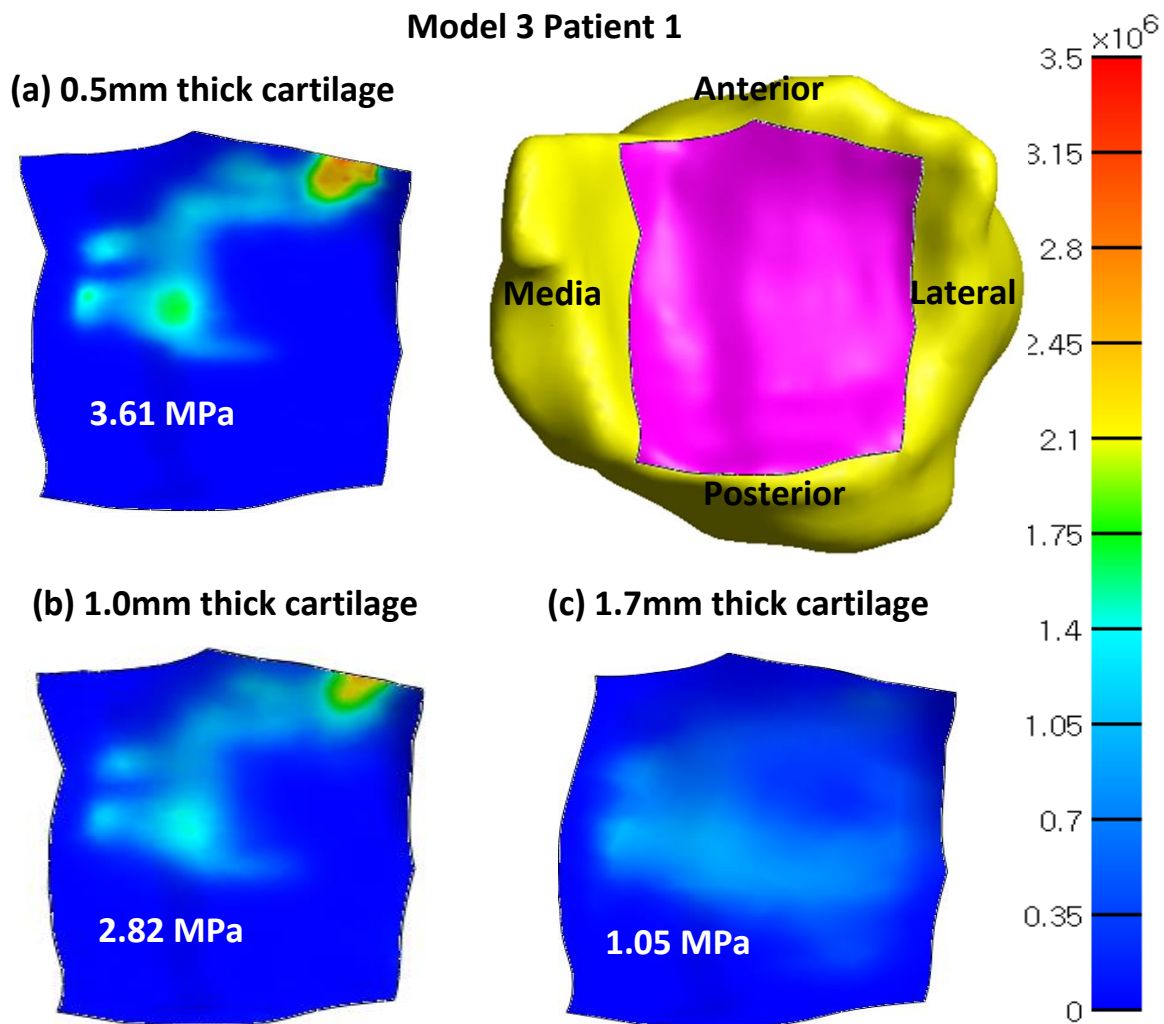 Model 3 Patient 1
(a) 0.5mm thick cartilage
3.61 MPa
Anterior
Media
Lateral
Posterior
(b) 1.0mm thick cartilage
2.82 MPa
(c) 1.7mm thick cartilage
1.05 MPa
×10⁶
3.5
3.15
2.8
2.45
2.1
1.75
1.4
1.05
0.7
0.35
0